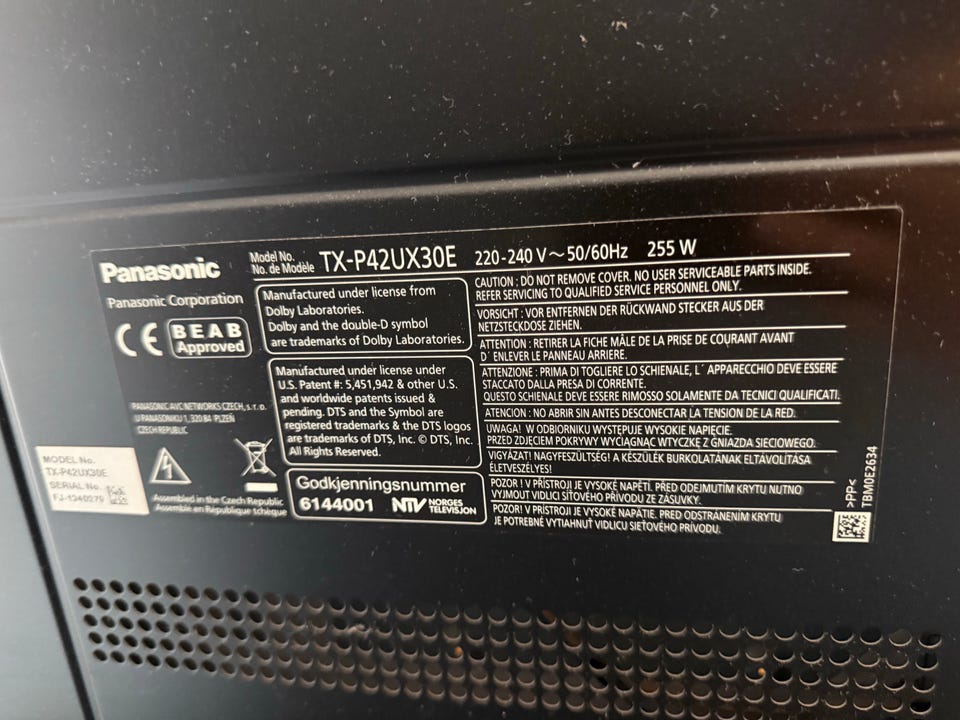 Panasonic
Model No.
No. de Modèle
TX-P42UX30E
220-240 V~50/60Hz
255 W
Panasonic Corporation
CE
BEAB
Approved
Manufactured under license from
Dolby Laboratories.
Dolby and the double-D symbol
are trademarks of Dolby Laboratories.
Manufactured under license under
U.S. Patent #: 5,451,942 & other U.S.
and worldwide patents issued &
pending. DTS and the Symbol are
registered trademarks & the DTS logos
are trademarks of DTS, Inc. © DTS, Inc.
All Rights Reserved.
Godkjenningsnummer
6144001 NTV NORGES
TELEVISJON
CAUTION : DO NOT REMOVE COVER. NO USER SERVICEABLE PARTS INSIDE.
REFER SERVICING TO QUALIFIED SERVICE PERSONNEL ONLY.
VORSICHT : VOR ENTFERNEN DER RÜCKWAND STECKER AUS DER
NETZSTECKDOSE ZIEHEN.
ATTENTION : RETIRER LA FICHE MÂLE DE LA PRISE DE COURANT AVANT
D´ ENLEVER LE PANNEAU ARRIERE.
ATTENZIONE : PRIMA DI TOGLIERE LO SCHIENALE, L´ APPARECCHIO DEVE ESSERE
STACCATO DALLA PRESA DI CORRENTE.
QUESTO SCHIENALE DEVE ESSERE RIMOSSO SOLAMENTE DA TECNICI QUALIFICATI.
ATENCION : NO ABRIR SIN ANTES DESCONECTAR LA TENSION DE LA RED.
UWAGA! W ODBIORNIKU WYSTĘPUJE WYSOKIE NAPIĘCIE.
PRZED ZDJĘCIEM POKRYWY WYCIĄGNĄĆ WTYCZKĘ Z GNIAZDA SIECIOWEGO.
VIGYÁZAT! NAGYFESZÜLTSÉG! A KÉSZÜLÉK BURKOLATÁNAK ELTÁVOLÍTÁSA
ÉLETVESZÉLYES!
POZOR ! V PŘÍSTROJI JE VYSOKÉ NAPĚTÍ. PŘED ODEJMUTÍM KRYTU NUTNO
VYJMOUT VIDLICI SÍŤOVÉHO PŘÍVODU ZE ZÁSUVKY.
POZOR! V PRÍSTROJI JE VYSOKÉ NAPÄTIE. PRED ODSTRÁNENÍM KRYTU
JE POTREBNÉ VYTIAHNUŤ VIDLICU SIEŤOVÉHO PRÍVODU.
PANASONIC AVC NETWORKS CZECH, s. r. o.
U PANASONIKU 1, 320 84 PLZEŇ
CZECH REPUBLIC
Assembled in the Czech Republic
Assemblé en République tchèque
MODEL No.
TX-P42UX30E
SERIAL No.
FJ-1340279
>PP<
TBM0E2634